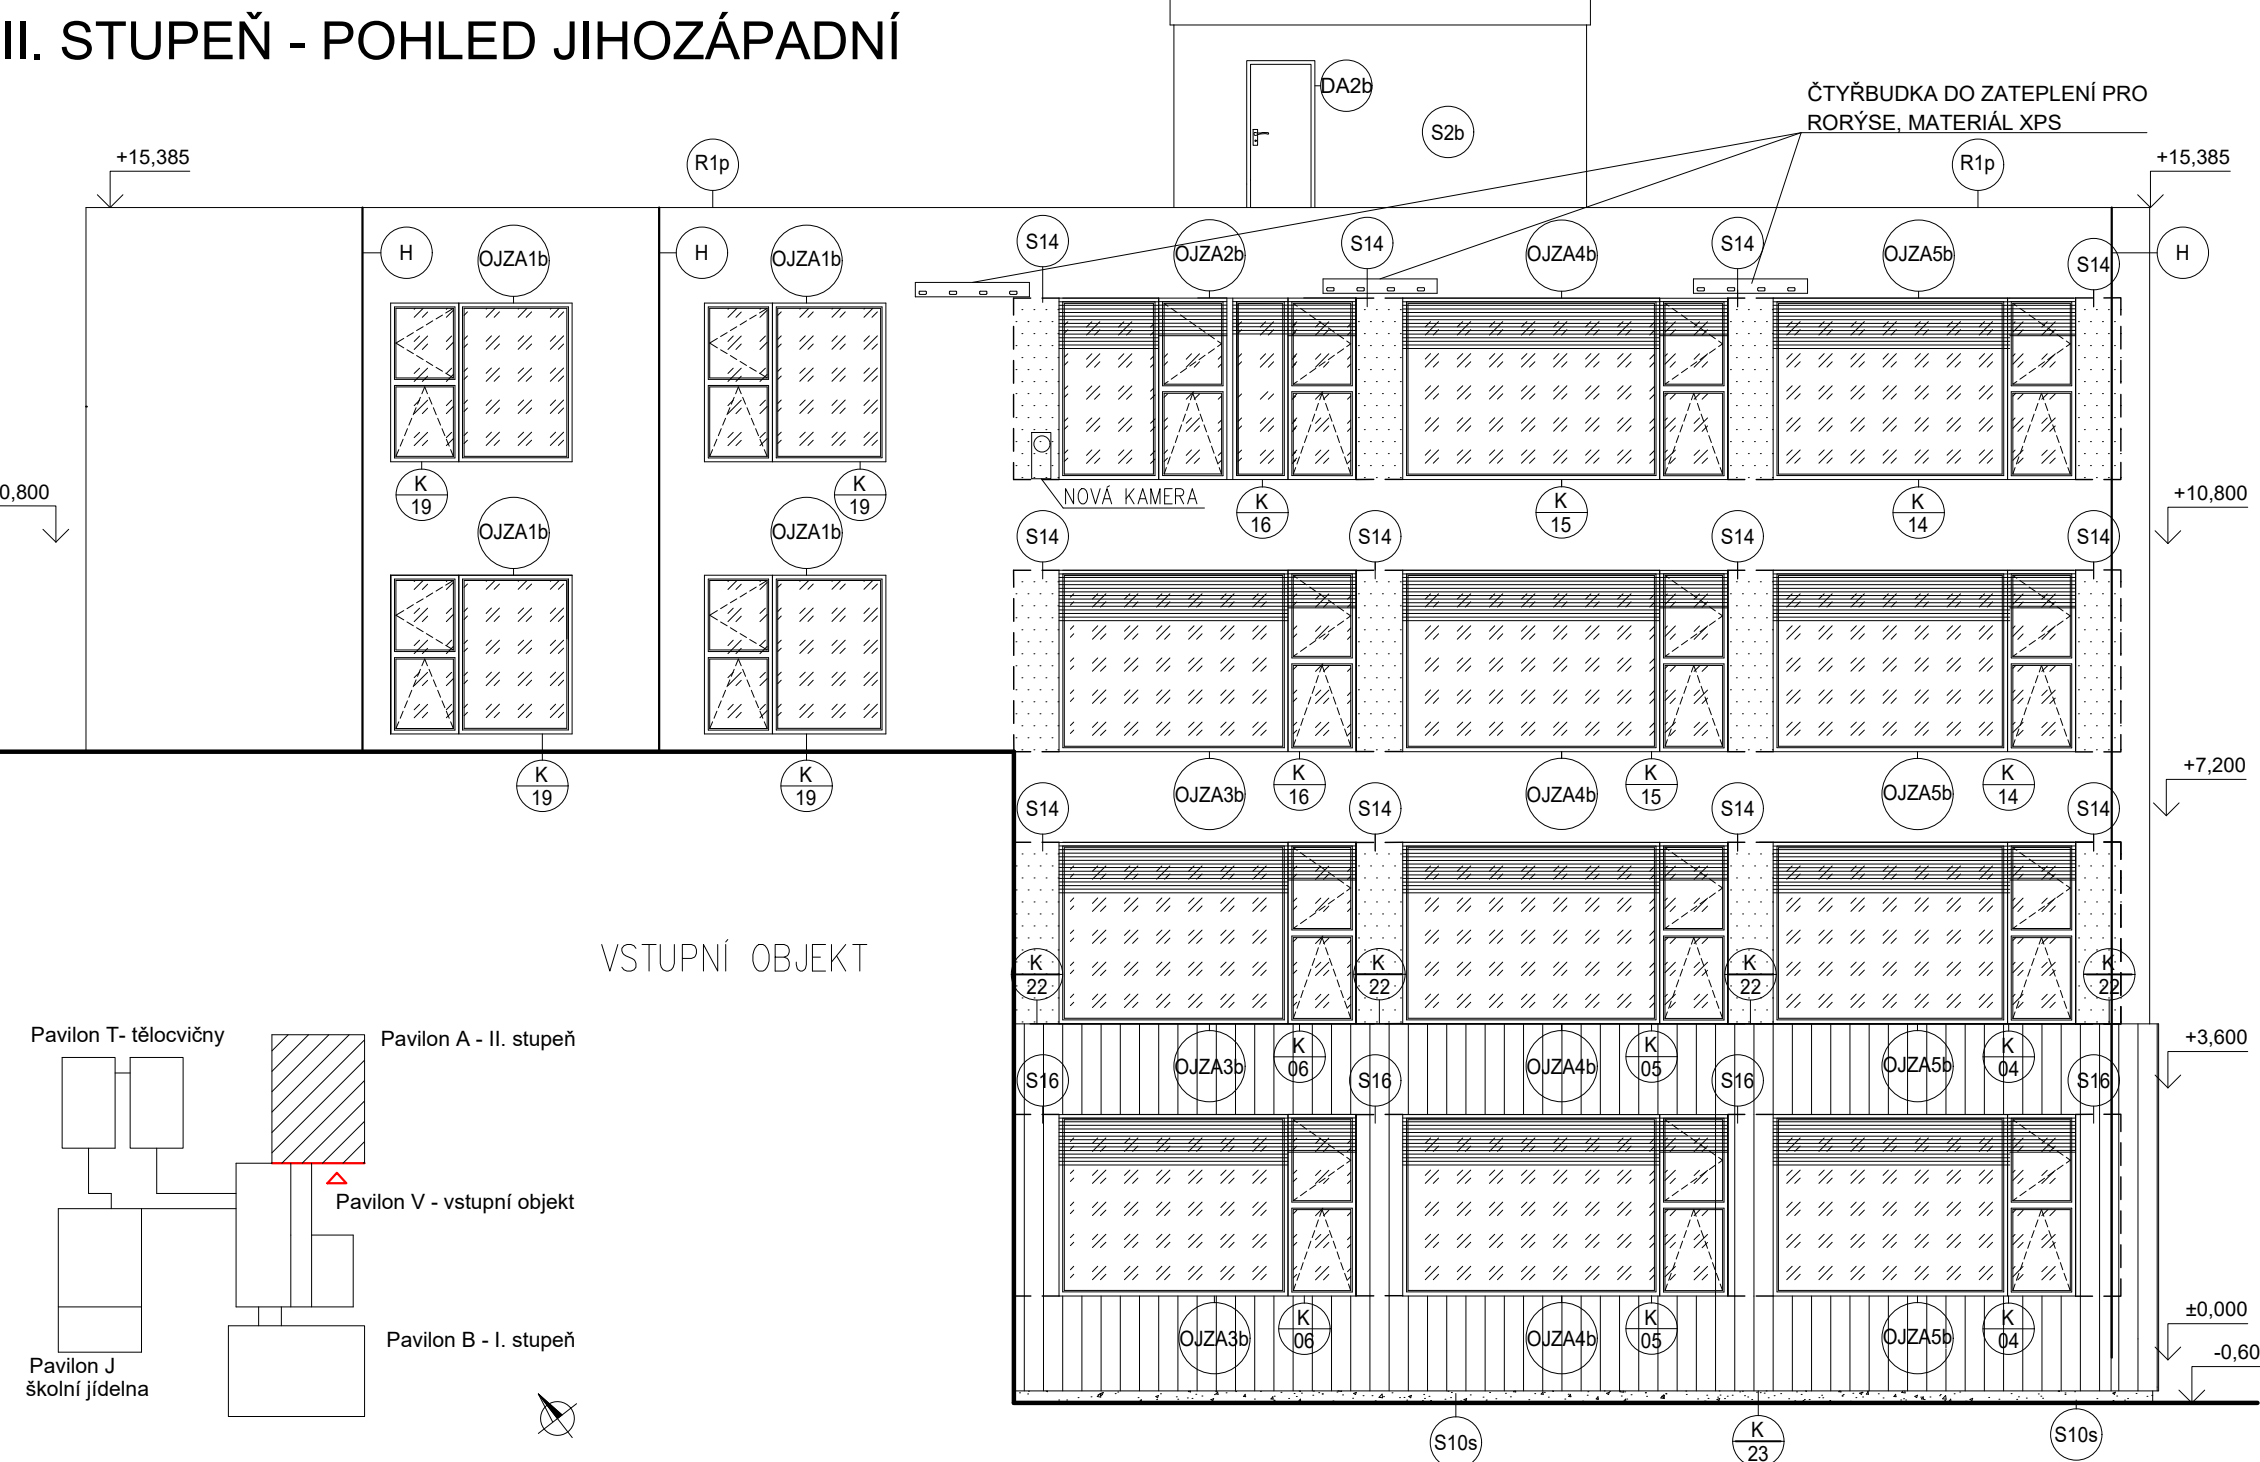 II. STUPEŇ - POHLED JIHOZÁPADNÍ
DA2b
S2b
ČTYŘBUDKA DO ZATEPLENÍ PRO
RORÝSE, MATERIÁL XPS
+15,385
R1p
R1p
+15,385
H
OJZA1b
H
OJZA1b
S14
OJZA2b
S14
OJZA4b
S14
OJZA5b
S14
H
K
19
K
19
NOVÁ KAMERA
K
16
K
15
K
14
0,800
+10,800
OJZA1b
OJZA1b
S14
S14
S14
S14
K
19
K
19
OJZA3b
K
16
OJZA4b
K
15
OJZA5b
K
14
+7,200
S14
S14
S14
S14
VSTUPNÍ OBJEKT
K
22
K
22
K
22
K
22
Pavilon T- tělocvičny
Pavilon A - II. stupeň
OJZA3b
K
06
OJZA4b
K
05
OJZA5b
K
04
+3,600
S16
S16
S16
S16
Pavilon V - vstupní objekt
Pavilon B - I. stupeň
Pavilon J
školní jídelna
OJZA3b
K
06
OJZA4b
K
05
OJZA5b
K
04
±0,000
-0,60
S10s
K
23
S10s